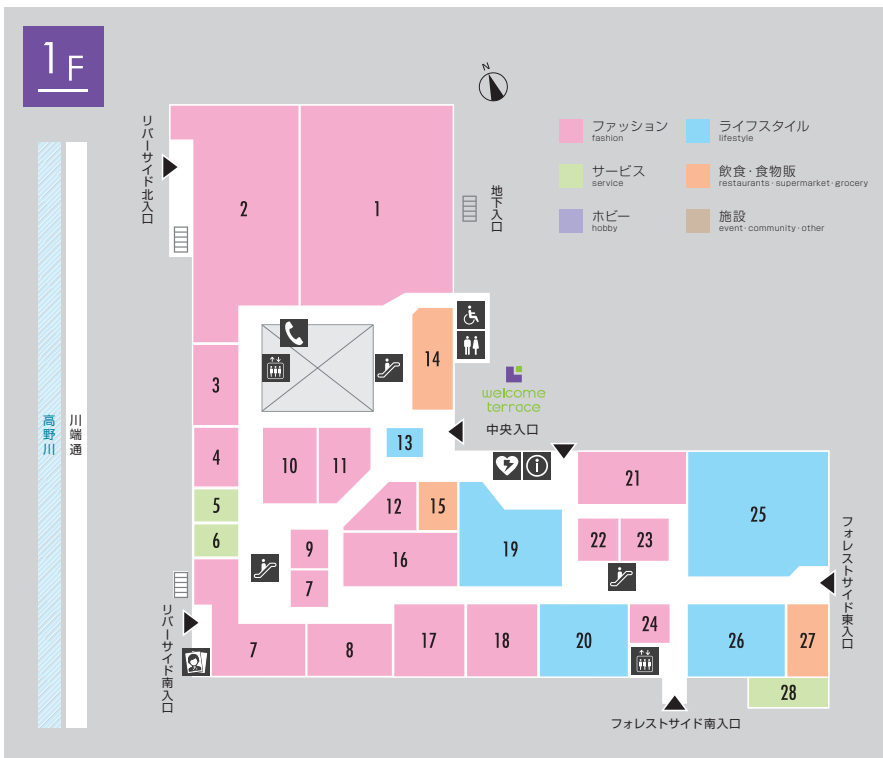 1F
N
ファッション
fashion
ライフスタイル
lifestyle
サービス
service
飲食・食物販
restaurants・supermarket・grocery
ホビー
hobby
施設
event・community・other
リバーサイド北入口
地下入口
2
1
14
3
welcome
terrace
中央入口
高野川
川端通
13
4
10
11
21
5
12
15
25
6
9
16
19
22
23
7
フォレストサイド東入口
リバーサイド南入口
7
8
17
18
20
24
26
27
28
フォレストサイド南入口